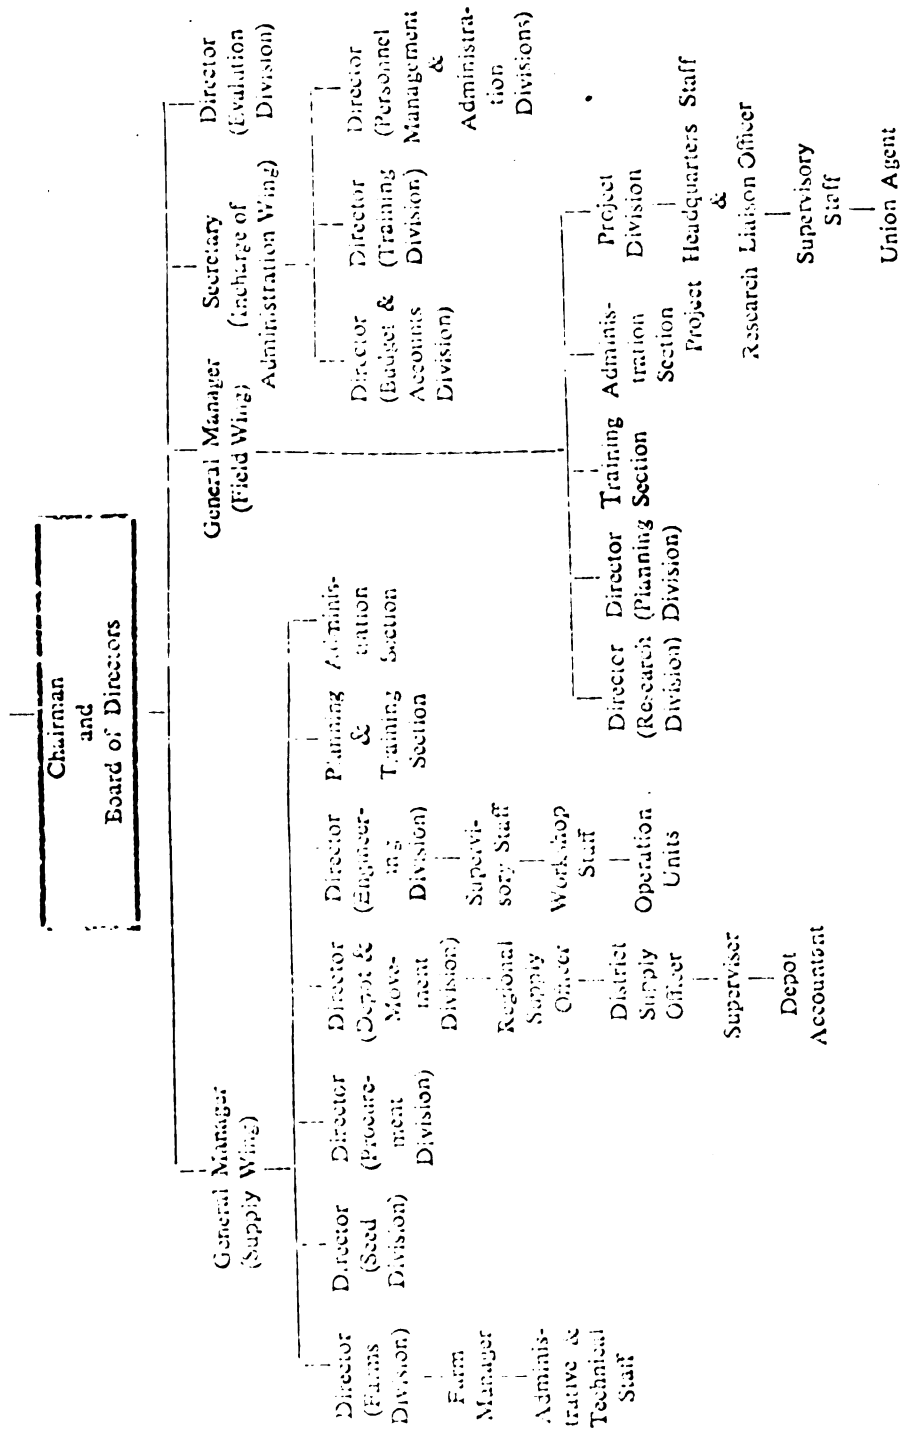 Chairman
and
Board of Directors
General Manager
(Supply Wing)
General Manager
(Field Wing)
Secretary
(Incharge of
Administration Wing)
Director
(Evaluation
Division)
Director
(Farms
Division)
Farm
Manager
Adminis-
trative &
Technical
Staff
Director
(Seed
Division)
Director
(Procure-
ment
Division)
Director
(Depot &
Move-
ment
Division)
Regional
Supply
Officer
District
Supply
Officer
Superviser
Depot
Accountant
Director
(Engineer-
ing
Division)
Supervi-
sory Staff
Workshop
Staff
Operation
Units
Planning
&
Training
Section
Adminis-
tration
Section
Director
(Budget &
Accounts
Division)
Director
(Training
Division)
Director
(Personnel
Management
&
Administra-
tion
Divisions)
Director
(Research
Division)
Director
(Planning
Division)
Training
Section
Adminis-
tration
Section
Project
Division
Project Headquarters Staff
&
Research Liaison Officer
Supervisory
Staff
Union Agent